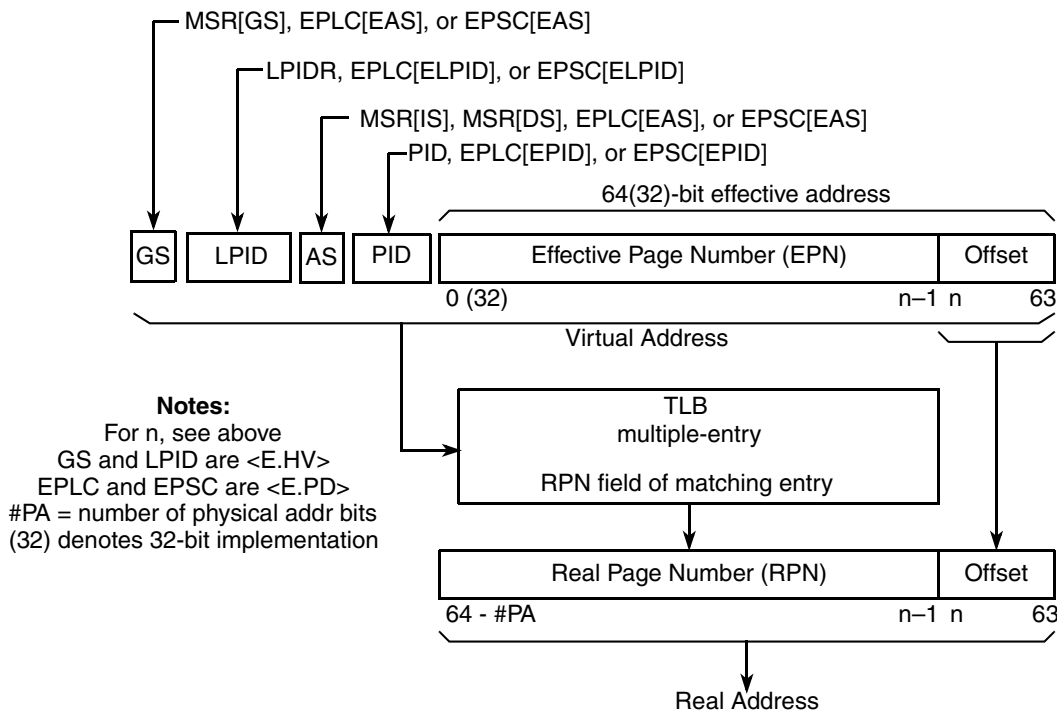 MSR[GS], EPLC[EAS], or EPSC[EAS]
LPIDR, EPLC[ELPID], or EPSC[ELPID]
MSR[IS], MSR[DS], EPLC[EAS], or EPSC[EAS]
PID, EPLC[EPID], or EPSC[EPID]
64(32)-bit effective address
GS LPID AS PID Effective Page Number (EPN) Offset
0 (32) n–1 n 63
Virtual Address
TLB
multiple-entry
RPN field of matching entry
Notes:
For n, see above
GS and LPID are <E.HV>
EPLC and EPSC are <E.PD>
#PA = number of physical addr bits
(32) denotes 32-bit implementation
Real Page Number (RPN) Offset
64 - #PA n–1 n 63
Real Address